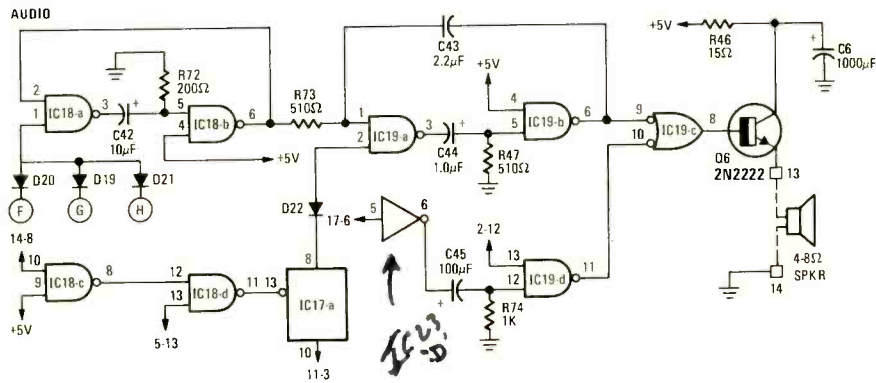 AUDIO
2
1
IC18-a
3
+
C42
10µF
R72
200Ω
5
4
IC18-b
6
+5V
R73
510Ω
C43
2.2µF
1
2
IC19-a
3
+
C44
1.0µF
R47
510Ω
+5V
4
5
IC19-b
6
9
10
IC19-c
8
+5V
R46
15Ω
+
C6
1000µF
Q6
2N2222
13
4-8Ω
SPKR
14
D20
D19
D21
F
G
H
14-8
10
9
IC18-c
8
+5V
12
13
IC18-d
11
5-13
13
IC17-a
8
10
11-3
D22
17-6
5
6
C45
100µF
+
R74
1K
2-12
13
12
IC19-d
11
IC23
-D